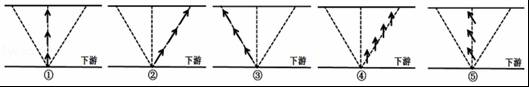 下游 下游 下游 下游 下游
① ② ③ ④ ⑤